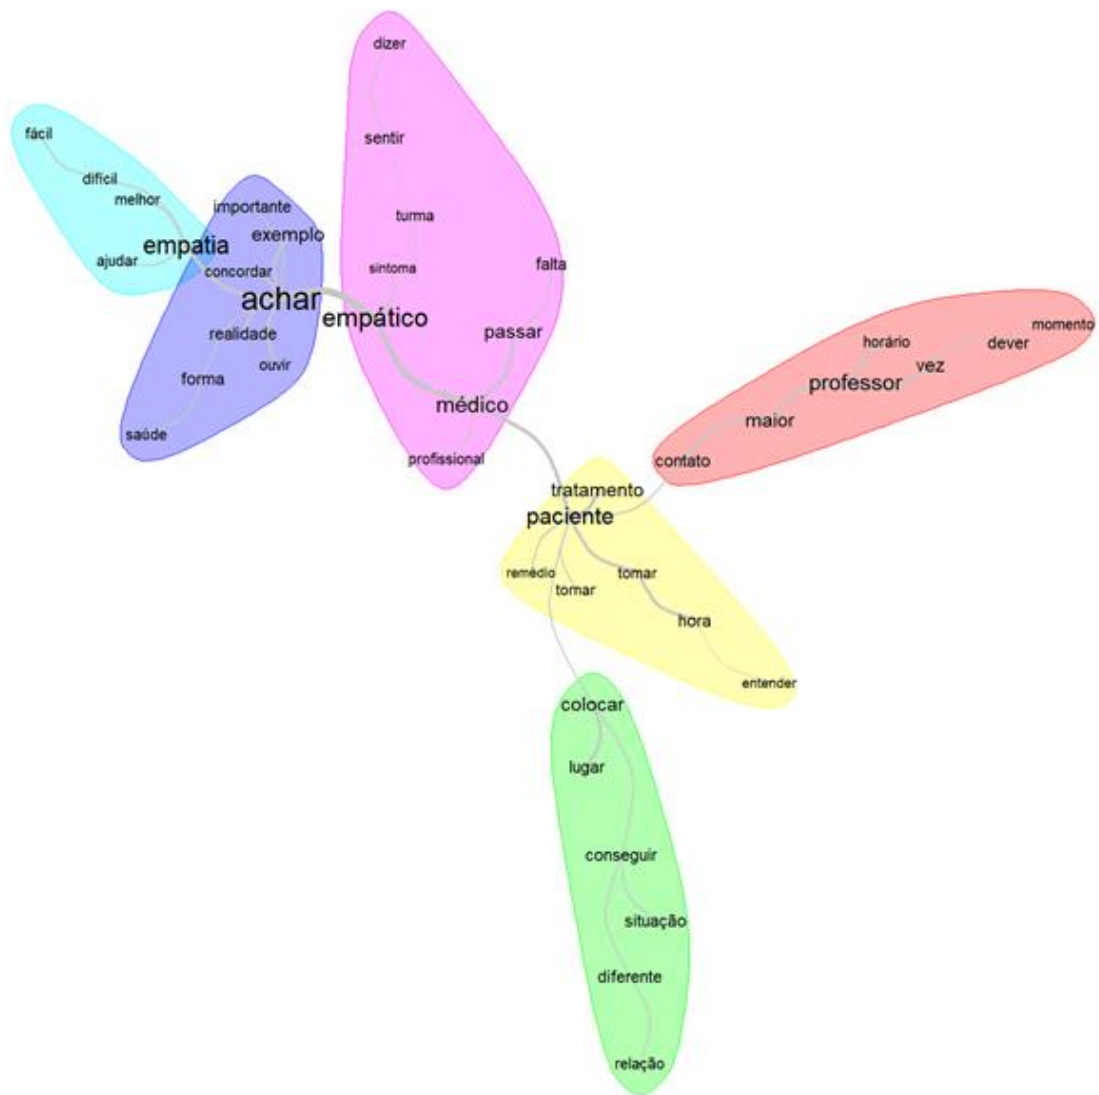 dizer
fácil
sentir
difícil
melhor
importante
turma
exemplo
empatia
ajudar
concordar
sintoma
falta
achar
empático
momento
passar
realidade
horário
dever
ouvir
vez
forma
professor
médico
maior
saúde
profissional
contato
tratamento
paciente
remédio
tomar
tornar
hora
entender
colocar
lugar
conseguir
situação
diferente
relação